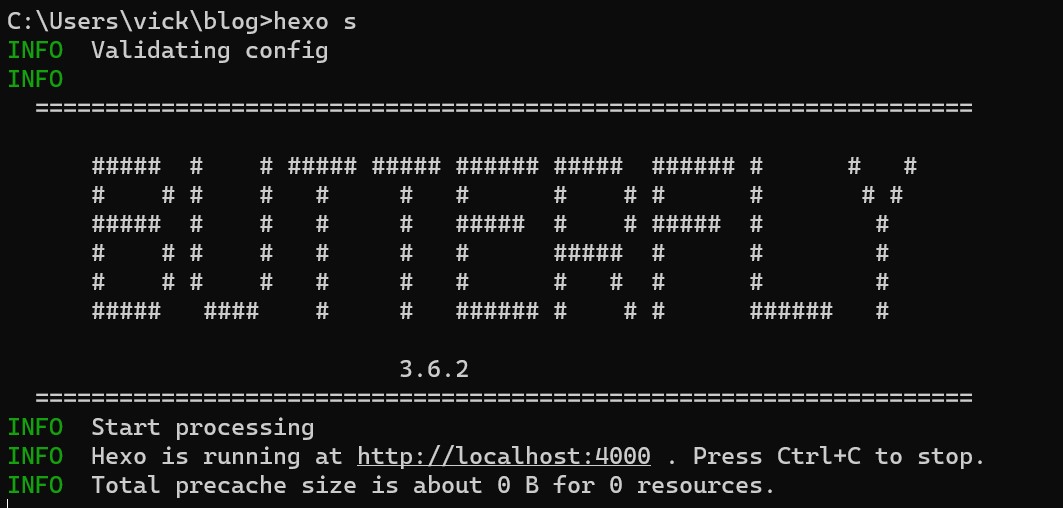 C:\Users\vick\blog>hexo s
INFO  Validating config
INFO
  ===================================================================

      #####  #    # ##### ##### ###### #####  ###### #      #   #
      #    # #    #   #     #   #      #    # #      #       # #
      #####  #    #   #     #   #####  #    # #####  #        #
      #    # #    #   #     #   #      #####  #      #        #
      #    # #    #   #     #   #      #   #  #      #        #
      #####   ####    #     #   ###### #    # #      ######   #

                            3.6.2
  ===================================================================
INFO  Start processing
INFO  Hexo is running at http://localhost:4000 . Press Ctrl+C to stop.
INFO  Total precache size is about 0 B for 0 resources.